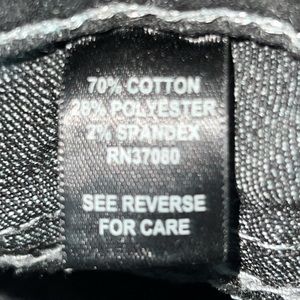 70% COTTON
28% POLYESTER
2% SPANDEX
RN37080
SEE REVERSE
FOR CARE